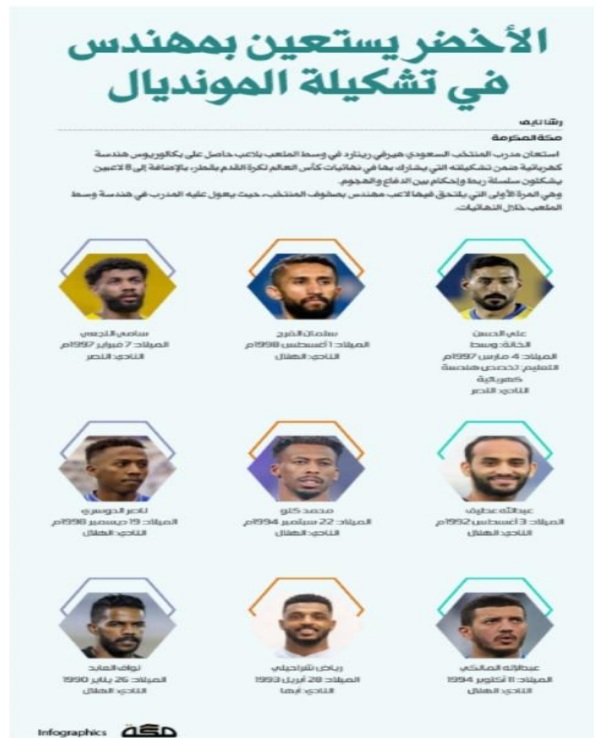 الأخضر يستعين بمهندس
في تشكيلة المونديال
رشا نايف
مكة المكرمة
استعان مدرب المنتخب السعودي هيرفي رينارد في وسط الملعب بلاعب حاصل على بكالوريوس هندسة
كهربائية ضمن تشكيلته التي يشارك بها في نهائيات كأس العالم لكرة القدم بقطر، بالإضافة إلى 8 لاعبين
يشكلون سلسلة ربط وإحكام بين الدفاع والهجوم.
وهي المرة الأولى التي يلتحق فيها لاعب مهندس بصفوف المنتخب، حيث يعول عليه المدرب في هندسة وسط
الملعب خلال النهائيات.
علي الحسن
الخانة: وسط
الميلاد: 4 مارس 1997م
التعليم: تخصص هندسة
كهربائية
النادي: النصر
سلمان الفرج
الميلاد: 1 أغسطس 1998م
النادي: الهلال
سامي النجعي
الميلاد: 7 فبراير 1997م
النادي: النصر
عبدالله عطيف
الميلاد: 3 أغسطس 1992م
النادي: الهلال
محمد كنو
الميلاد: 22 سبتمبر 1994م
النادي: الهلال
ناصر الدوسري
الميلاد: 19 ديسمبر 1998م
النادي: الهلال
عبدالإله المالكي
الميلاد: 11 أكتوبر 1994
النادي: الهلال
رياض شراحيلي
الميلاد: 28 أبريل 1993
النادي: أبها
نواف العابد
الميلاد: 26 يناير 1990
النادي: الهلال
Infographics مكة